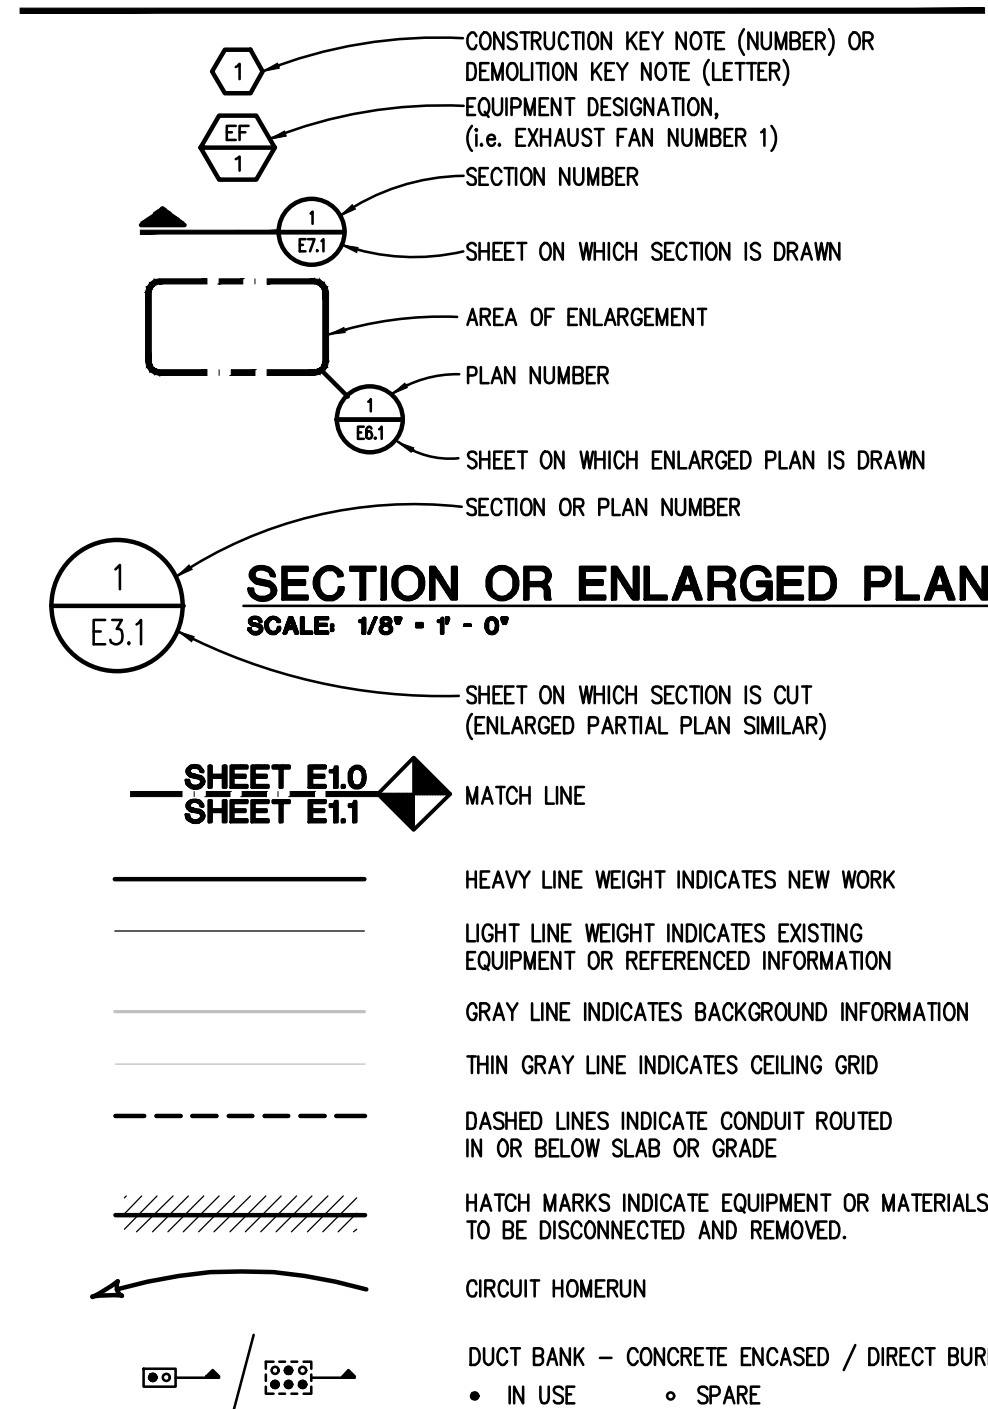 1
CONSTRUCTION KEY NOTE (NUMBER) OR
DEMOLITION KEY NOTE (LETTER)
EF
1
EQUIPMENT DESIGNATION,
(i.e. EXHAUST FAN NUMBER 1)
1
E7.1
SECTION NUMBER
SHEET ON WHICH SECTION IS DRAWN
AREA OF ENLARGEMENT
1
E6.1
PLAN NUMBER
SHEET ON WHICH ENLARGED PLAN IS DRAWN
SECTION OR PLAN NUMBER
1
E3.1
SECTION OR ENLARGED PLAN
SCALE: 1/8" = 1' - 0"
SHEET ON WHICH SECTION IS CUT
(ENLARGED PARTIAL PLAN SIMILAR)
SHEET E1.0
SHEET E1.1
MATCH LINE
HEAVY LINE WEIGHT INDICATES NEW WORK
LIGHT LINE WEIGHT INDICATES EXISTING
EQUIPMENT OR REFERENCED INFORMATION
GRAY LINE INDICATES BACKGROUND INFORMATION
THIN GRAY LINE INDICATES CEILING GRID
DASHED LINES INDICATE CONDUIT ROUTED
IN OR BELOW SLAB OR GRADE
HATCH MARKS INDICATE EQUIPMENT OR MATERIALS
TO BE DISCONNECTED AND REMOVED.
CIRCUIT HOMERUN
DUCT BANK – CONCRETE ENCASED / DIRECT
IN USE
SPARE